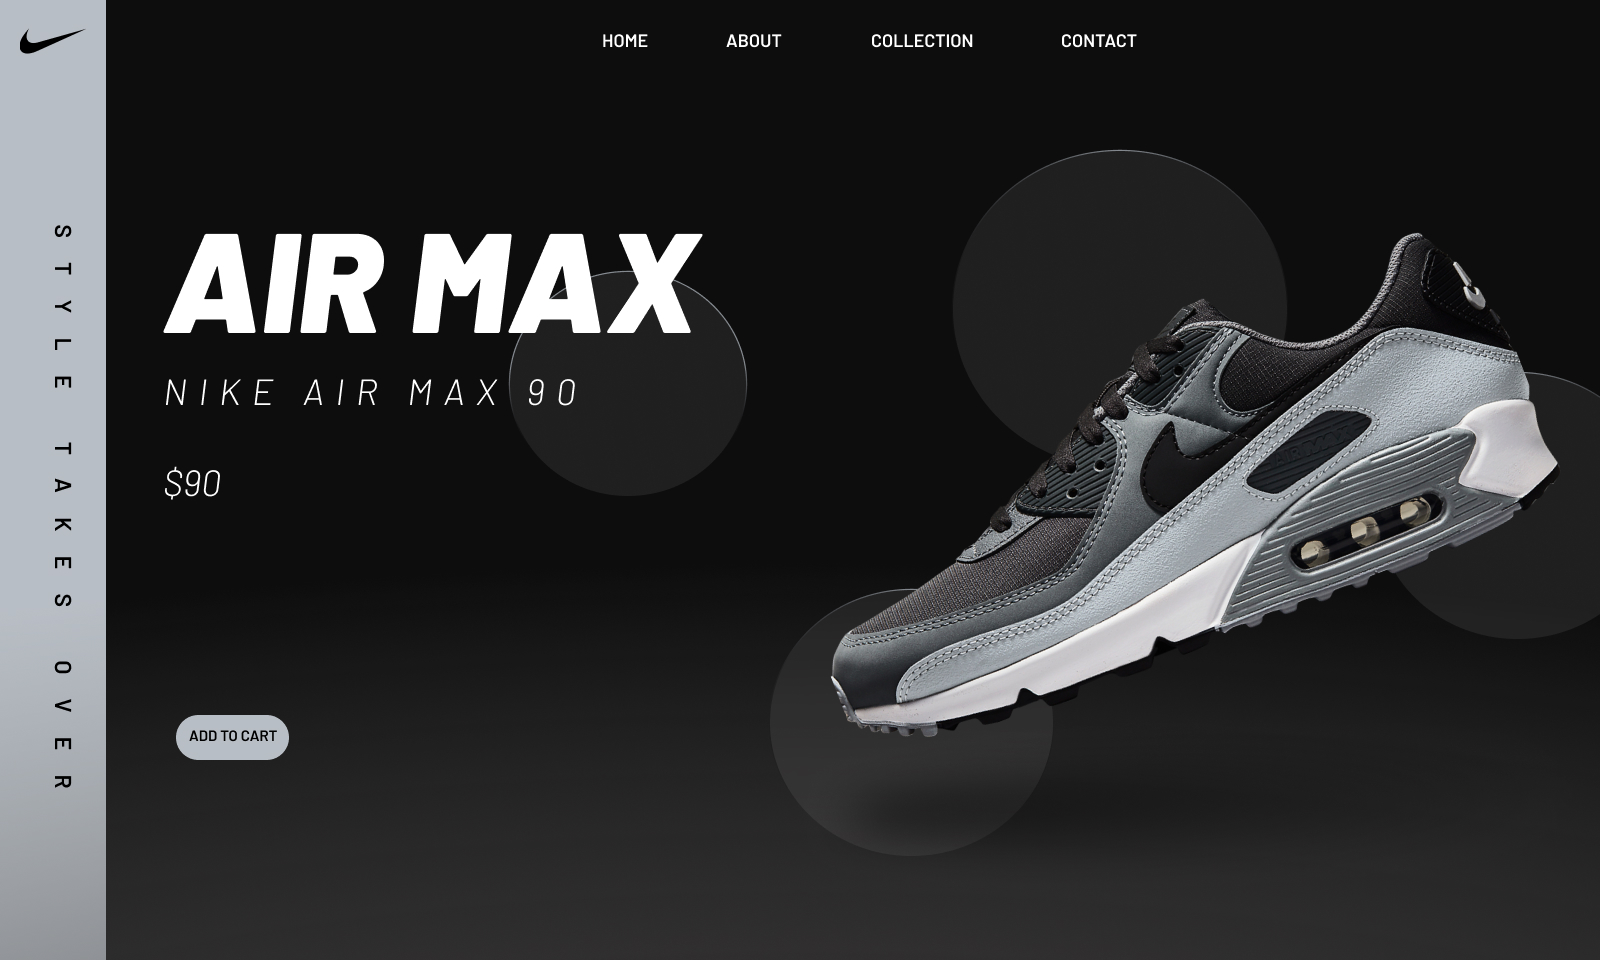 HOME ABOUT COLLECTION CONTACT
STYLE TAKES OVER
AIR MAX
NIKE AIR MAX 90
$90
ADD TO CART